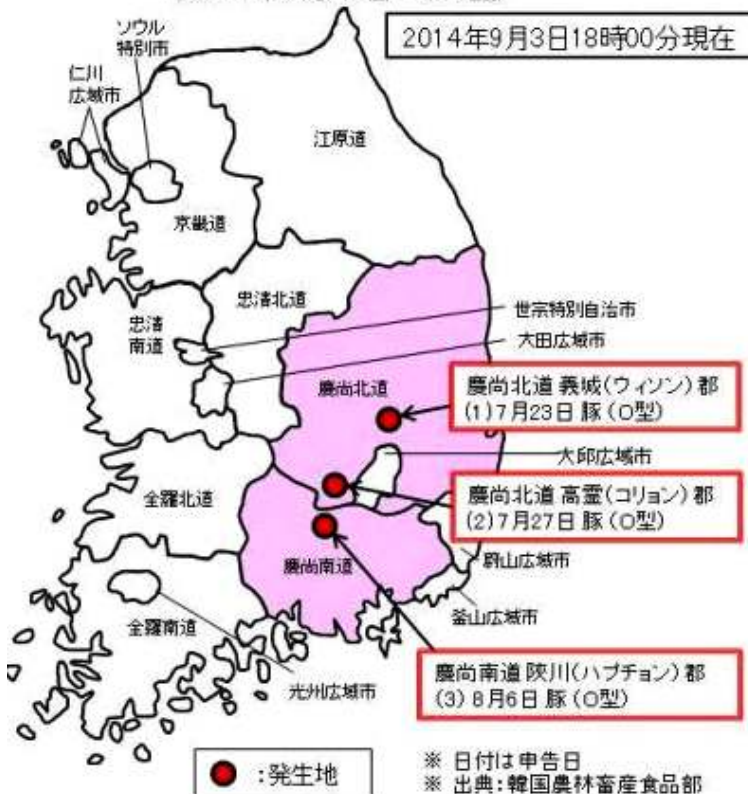 2014年9月3日18時00分現在
ソウル
特別市
仁川
広域市
江原道
京畿道
忠清北道
忠清
南道
世宗特別自治市
大田広域市
慶尚北道
慶尚北道 義城(ウィソン)郡
(1)7月23日 豚(O型)
大邱広域市
慶尚北道 高霊(コリョン)郡
(2)7月27日 豚(O型)
全羅北道
慶尚南道
蔚山広域市
釜山広域市
全羅南道
光州広域市
慶尚南道 陜川(ハプチョン)郡
(3)8月6日 豚(O型)
:発生地
※ 日付は申告日
※ 出典:韓国農林畜産食品部